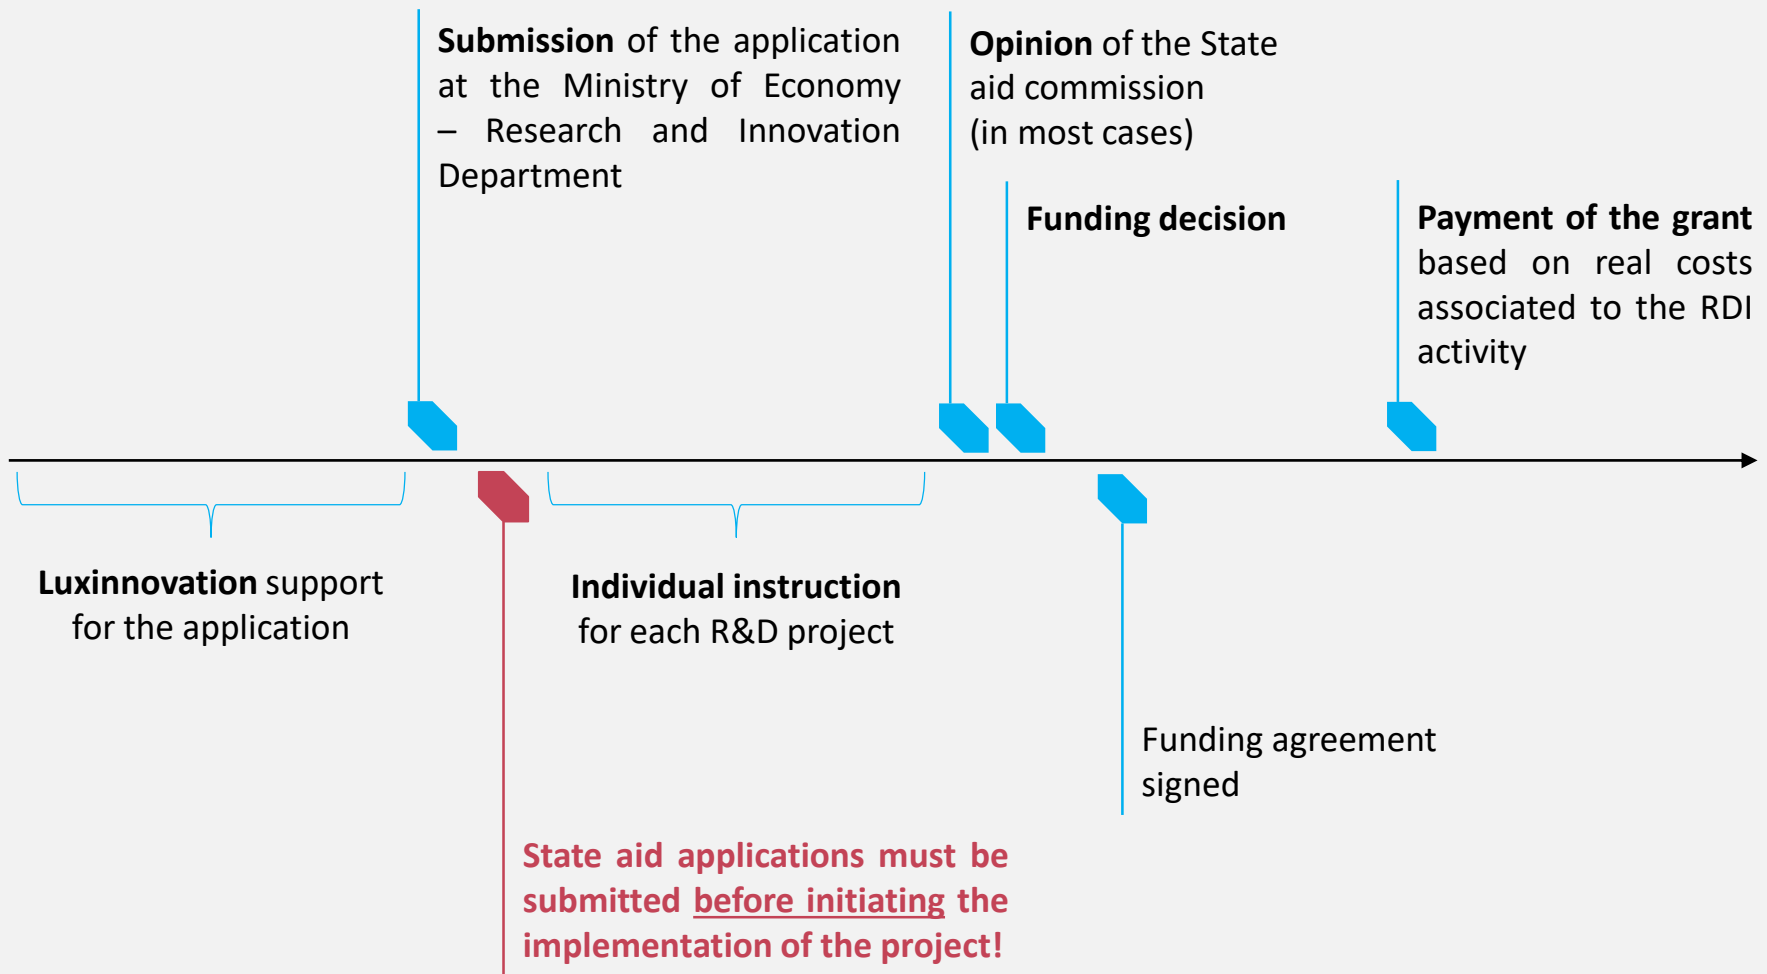 Submission of the application
at the Ministry of Economy
– Research and Innovation
Department
Opinion of the State
aid commission
(in most cases)
Funding decision
Payment of the grant
based on real costs
associated to the RDI
activity
Luxinnovation support
for the application
Individual instruction
for each R&D project
Funding agreement
signed
State aid applications must be
submitted before initiating the
implementation of the project!